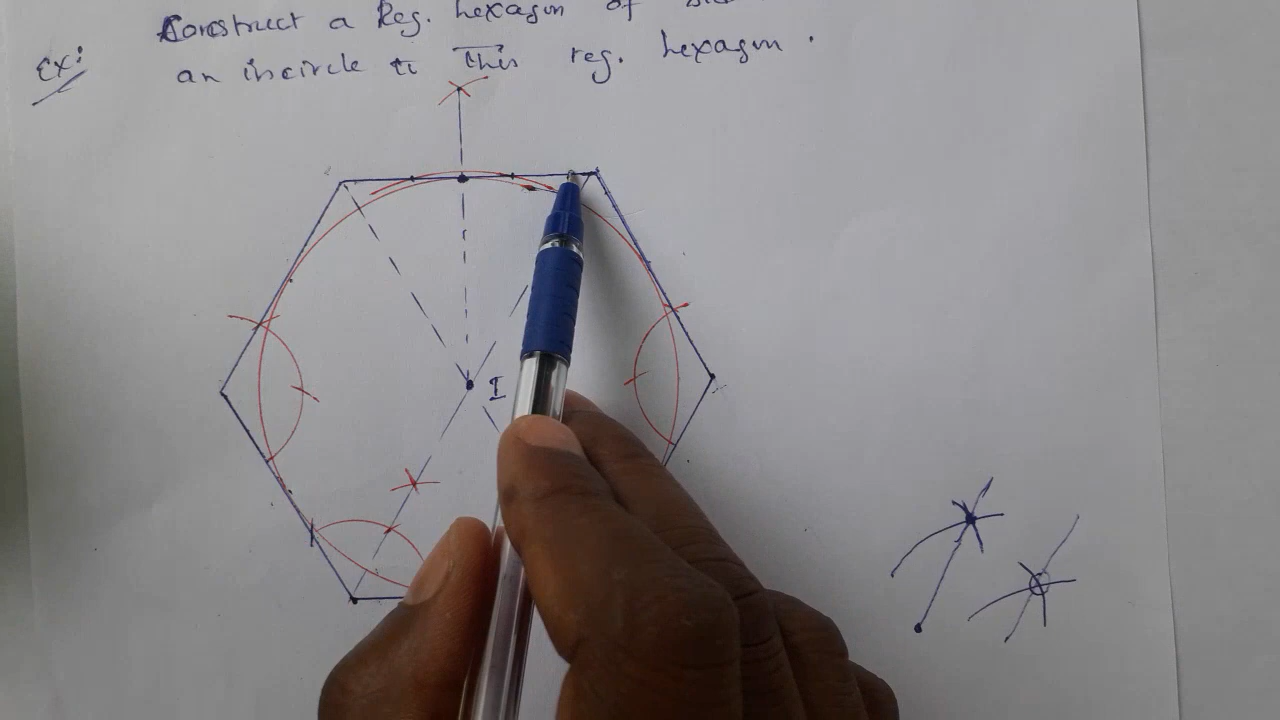 Construct a Reg. hexagon of
Ex:
an incircle to This reg. hexagon.
I